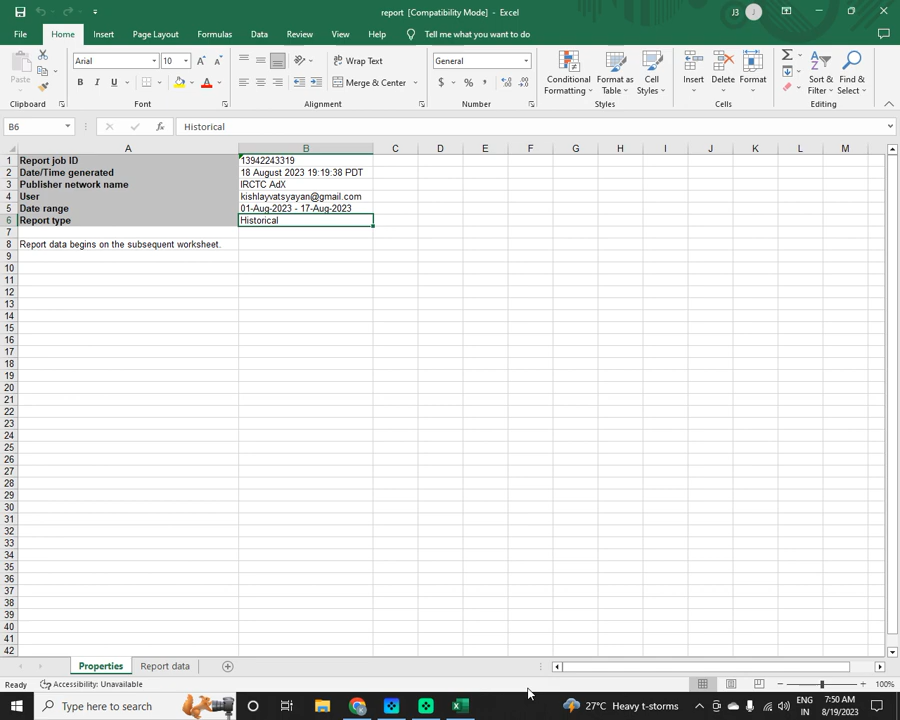 report [Compatibility Mode] - Excel
J3 J
File Home Insert Page Layout Formulas Data Review View Help Tell me what you want to do
Paste
Clipboard
Arial 10
B I U
Font
Wrap Text
Merge & Center
Alignment
General
$ % ,
Number
Conditional Formatting
Format as Table
Cell Styles
Styles
Insert Delete Format
Cells
Sort & Filter
Find & Select
Editing
B6 fx Historical
A B C D E F G H I J K L M
1 Report job ID 13942243319
2 Date/Time generated 18 August 2023 19:19:38 PDT
3 Publisher network name IRCTC AdX
4 User kishlayvatsyayan@gmail.com
5 Date range 01-Aug-2023 - 17-Aug-2023
6 Report type Historical
7
8 Report data begins on the subsequent worksheet.
9
10
11
12
13
14
15
16
17
18
19
20
21
22
23
24
25
26
27
28
29
30
31
32
33
34
35
36
37
38
39
40
41
42
Properties Report data
Ready Accessibility: Unavailable 100%
Type here to search 27°C Heavy t-storms ENG IN 7:50 AM 8/19/2023